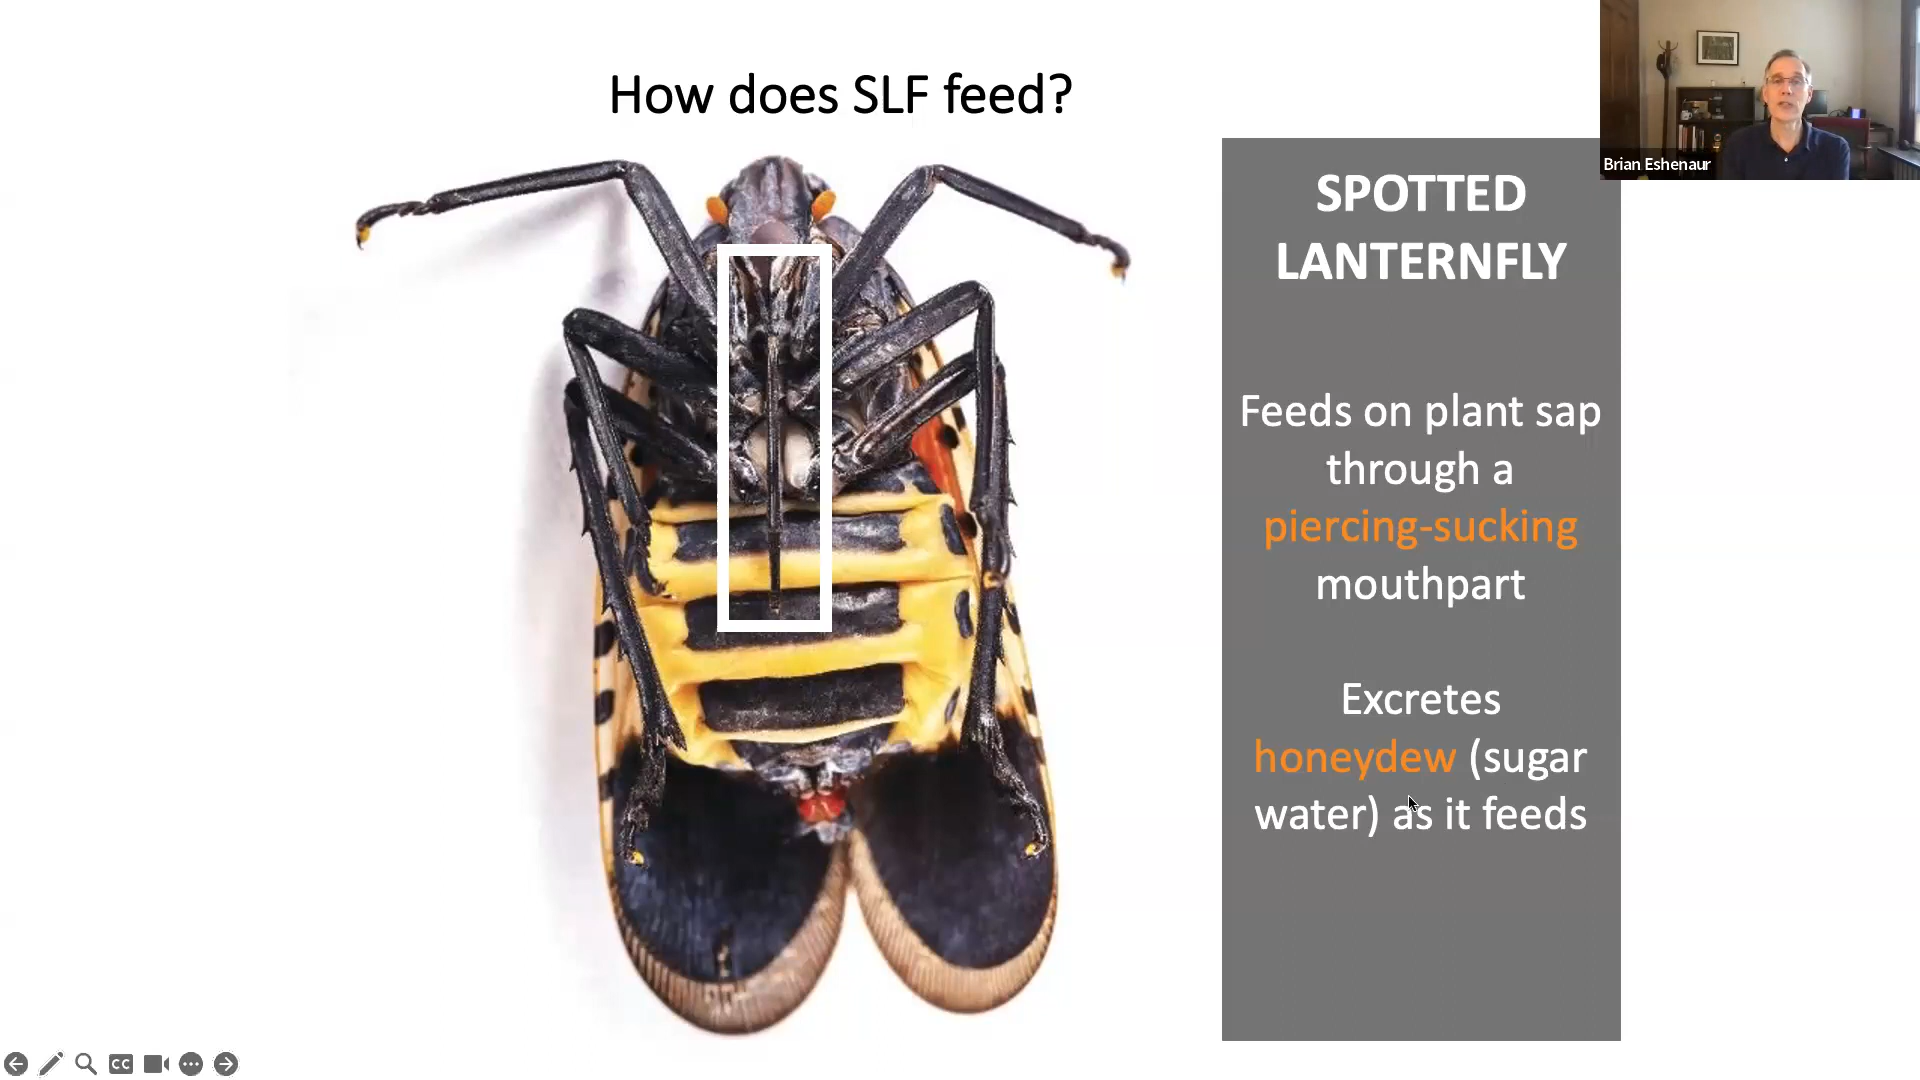 How does SLF feed?
Brian Eshenaur
SPOTTED
LANTERNFLY
Feeds on plant sap
through a
piercing-sucking
mouthpart
Excretes
honeydew (sugar
water) as it feeds
CC